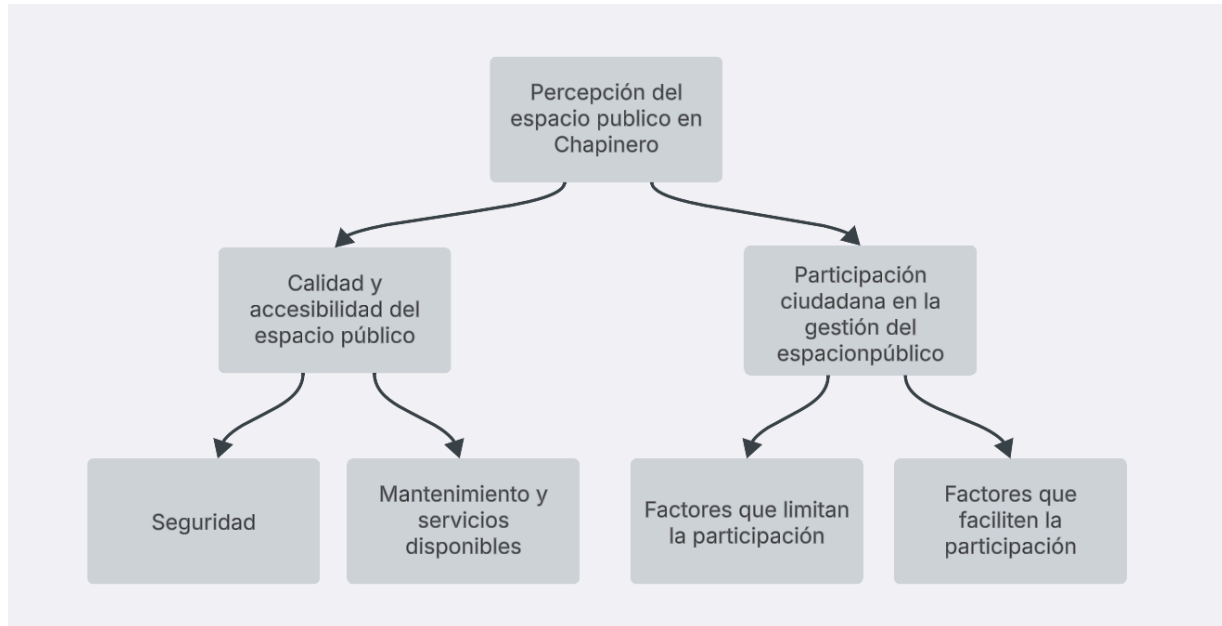 Percepción del
espacio publico en
Chapinero
Calidad y
accesibilidad del
espacio público
Participación
ciudadana en la
gestión del
espacionpúblico
Seguridad
Mantenimiento y
servicios
disponibles
Factores que limitan
la participación
Factores que
faciliten la
participación